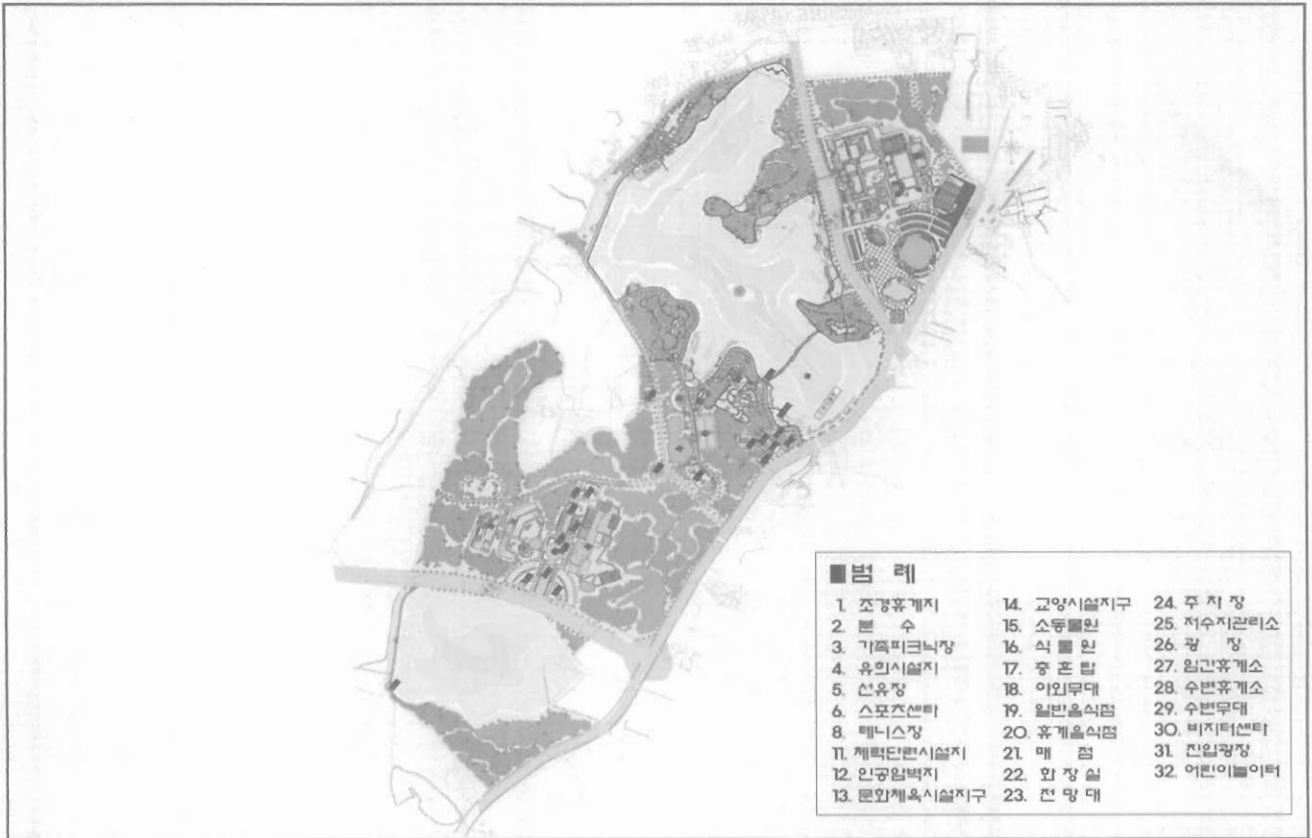 ■범 례
1. 조경휴게지
2. 분 수
3. 가족피크닉장
4. 유희시설지
5. 선유장
6. 스포츠센타
8. 테니스장
11. 체력단련시설지
12. 인공암벽지
13. 문화체육시설지구
14. 교양시설지구
15. 소동물원
16. 식 물 원
17. 충 혼 탑
18. 야외무대
19. 일반음식점
20. 휴게음식점
21. 매 점
22. 화 장 실
23. 전 망 대
24. 주 차 장
25. 저수지관리소
26. 광 장
27. 임간휴게소
28. 수변휴게소
29. 수변무대
30. 비지터센타
31. 진입광장
32. 어린이놀이터